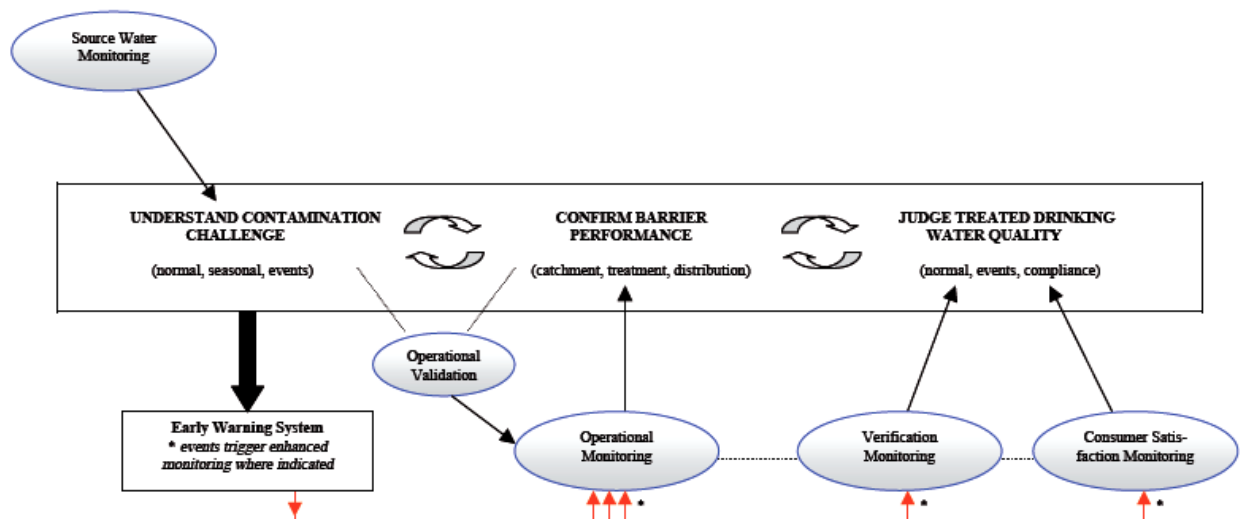 Source Water
Monitoring
UNDERSTAND CONTAMINATION
CHALLENGE
(normal, seasonal, events)
CONFIRM BARRIER
PERFORMANCE
(catchment, treatment, distribution)
JUDGE TREATED DRINKING
WATER QUALITY
(normal, events, compliance)
Operational
Validation
Early Warning System
* events trigger enhanced
monitoring where indicated
Operational
Monitoring
*
Verification
Monitoring
*
Consumer Satis-
faction Monitoring
*